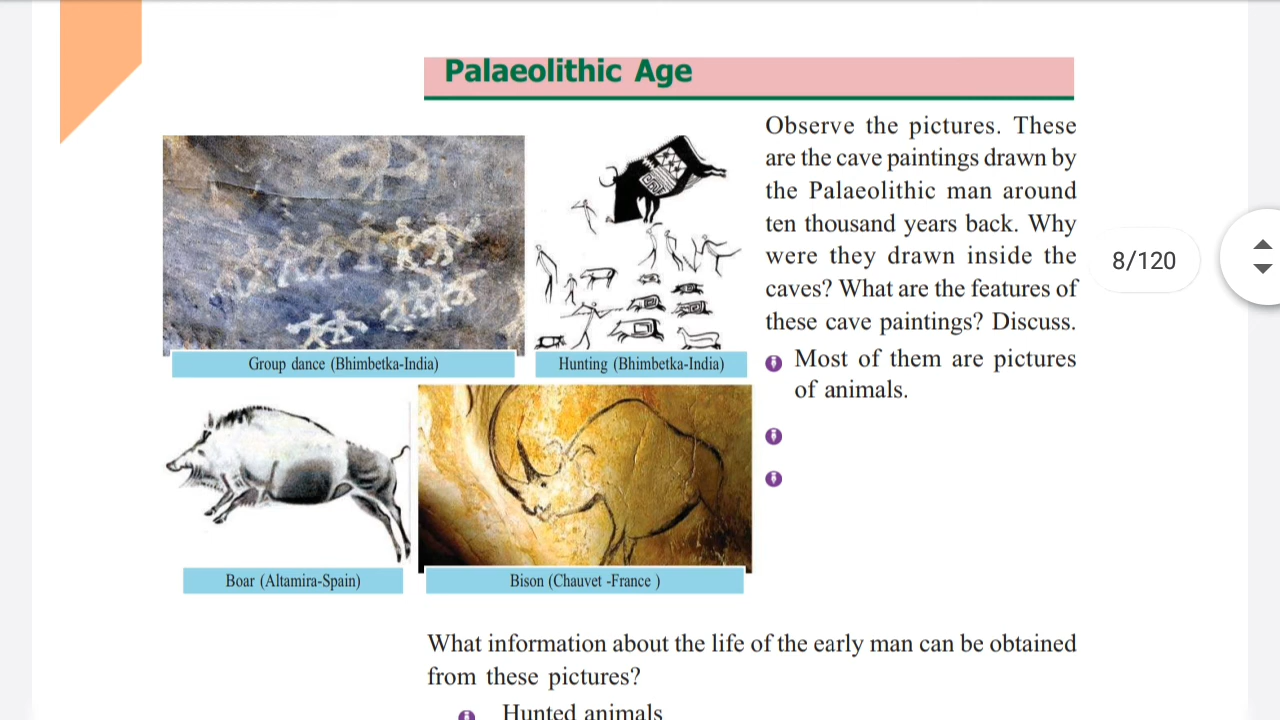 Palaeolithic Age
Observe the pictures. These
are the cave paintings drawn by
the Palaeolithic man around
ten thousand years back. Why
were they drawn inside the
caves? What are the features of
these cave paintings? Discuss.
Most of them are pictures
of animals.
8/120
Group dance (Bhimbetka-India)
Hunting (Bhimbetka-India)
Boar (Altamira-Spain)
Bison (Chauvet -France )
What information about the life of the early man can be obtained
from these pictures?
Hunted animals